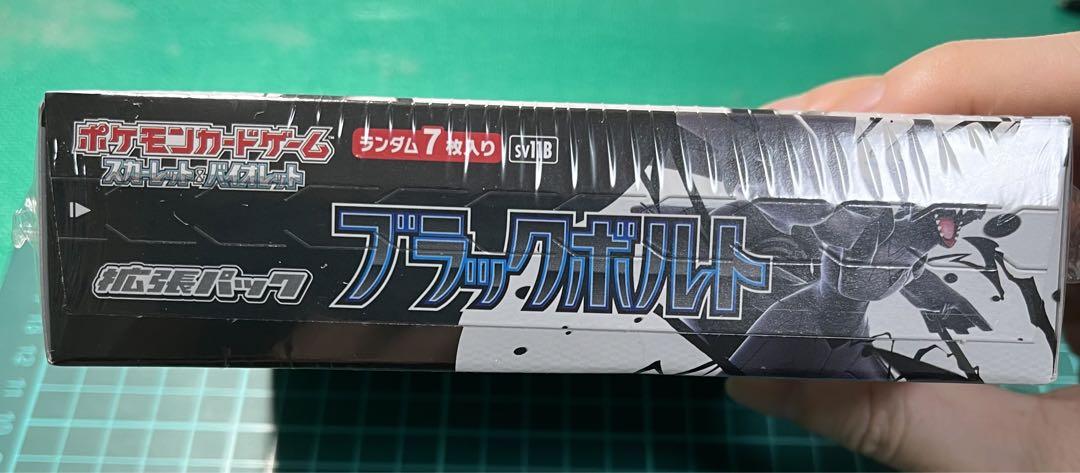 ポケモンカードゲーム
スカーレット&バイオレット
ランダム7枚入り
SV11B
拡張パック
ブラックボルト